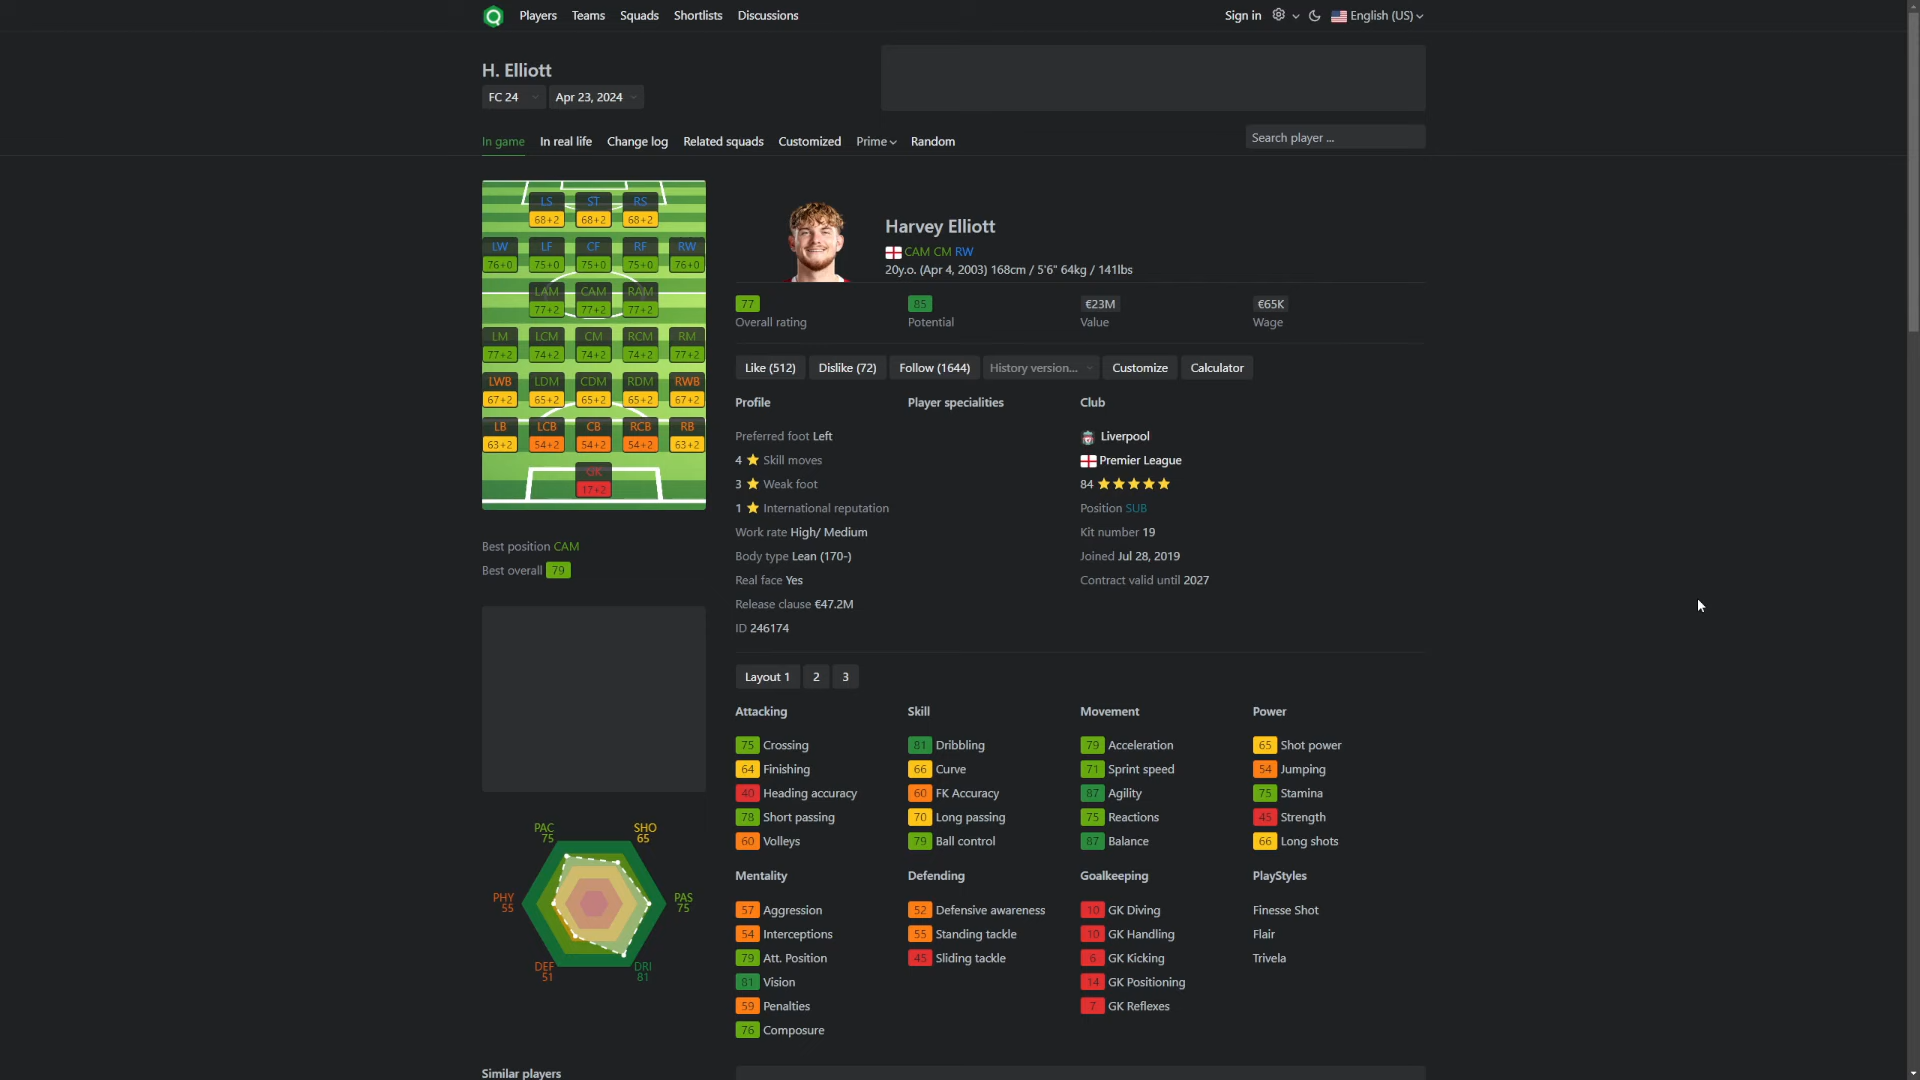 Players Teams Squads Shortlists Discussions Sign in English (US)
H. Elliott
FC 24 Apr 23, 2024
In game In real life Change log Related squads Customized Prime Random Search player ...
LS ST RS
68+2 68+2 68+2
LW LF CF RF RW
76+0 75+0 75+0 75+0 76+0
LAM CAM RAM
77+2 77+2 77+2
LM LCM CM RCM RM
77+2 74+2 74+2 74+2 77+2
LWB LDM CDM RDM RWB
67+2 65+2 65+2 65+2 67+2
LB LCB CB RCB RB
63+2 54+2 54+2 54+2 63+2
GK
17+2
Best position CAM
Best overall 79
PAC
75
SHO
65
PHY
55
PAS
75
DEF
51
DRI
81
Harvey Elliott
CAM CM RW
20y.o. (Apr 4, 2003) 168cm / 5'6" 64kg / 141lbs
77 85 €23M €65K
Overall rating Potential Value Wage
Like (512) Dislike (72) Follow (1644) History version... Customize Calculator
Profile
Preferred foot Left
4 Skill moves
3 Weak foot
1 International reputation
Work rate High/ Medium
Body type Lean (170-)
Real face Yes
Release clause €47.2M
ID 246174
Player specialities
Club
Liverpool
Premier League
84
Position SUB
Kit number 19
Joined Jul 28, 2019
Contract valid until 2027
Layout 1 2 3
Attacking
75 Crossing
64 Finishing
40 Heading accuracy
78 Short passing
60 Volleys
Skill
81 Dribbling
66 Curve
60 FK Accuracy
70 Long passing
79 Ball control
Movement
79 Acceleration
71 Sprint speed
87 Agility
75 Reactions
87 Balance
Power
65 Shot power
54 Jumping
75 Stamina
45 Strength
66 Long shots
Mentality
57 Aggression
54 Interceptions
79 Att. Position
81 Vision
59 Penalties
76 Composure
Defending
52 Defensive awareness
55 Standing tackle
45 Sliding tackle
Goalkeeping
10 GK Diving
10 GK Handling
6 GK Kicking
14 GK Positioning
7 GK Reflexes
PlayStyles
Finesse Shot
Flair
Trivela
Similar players